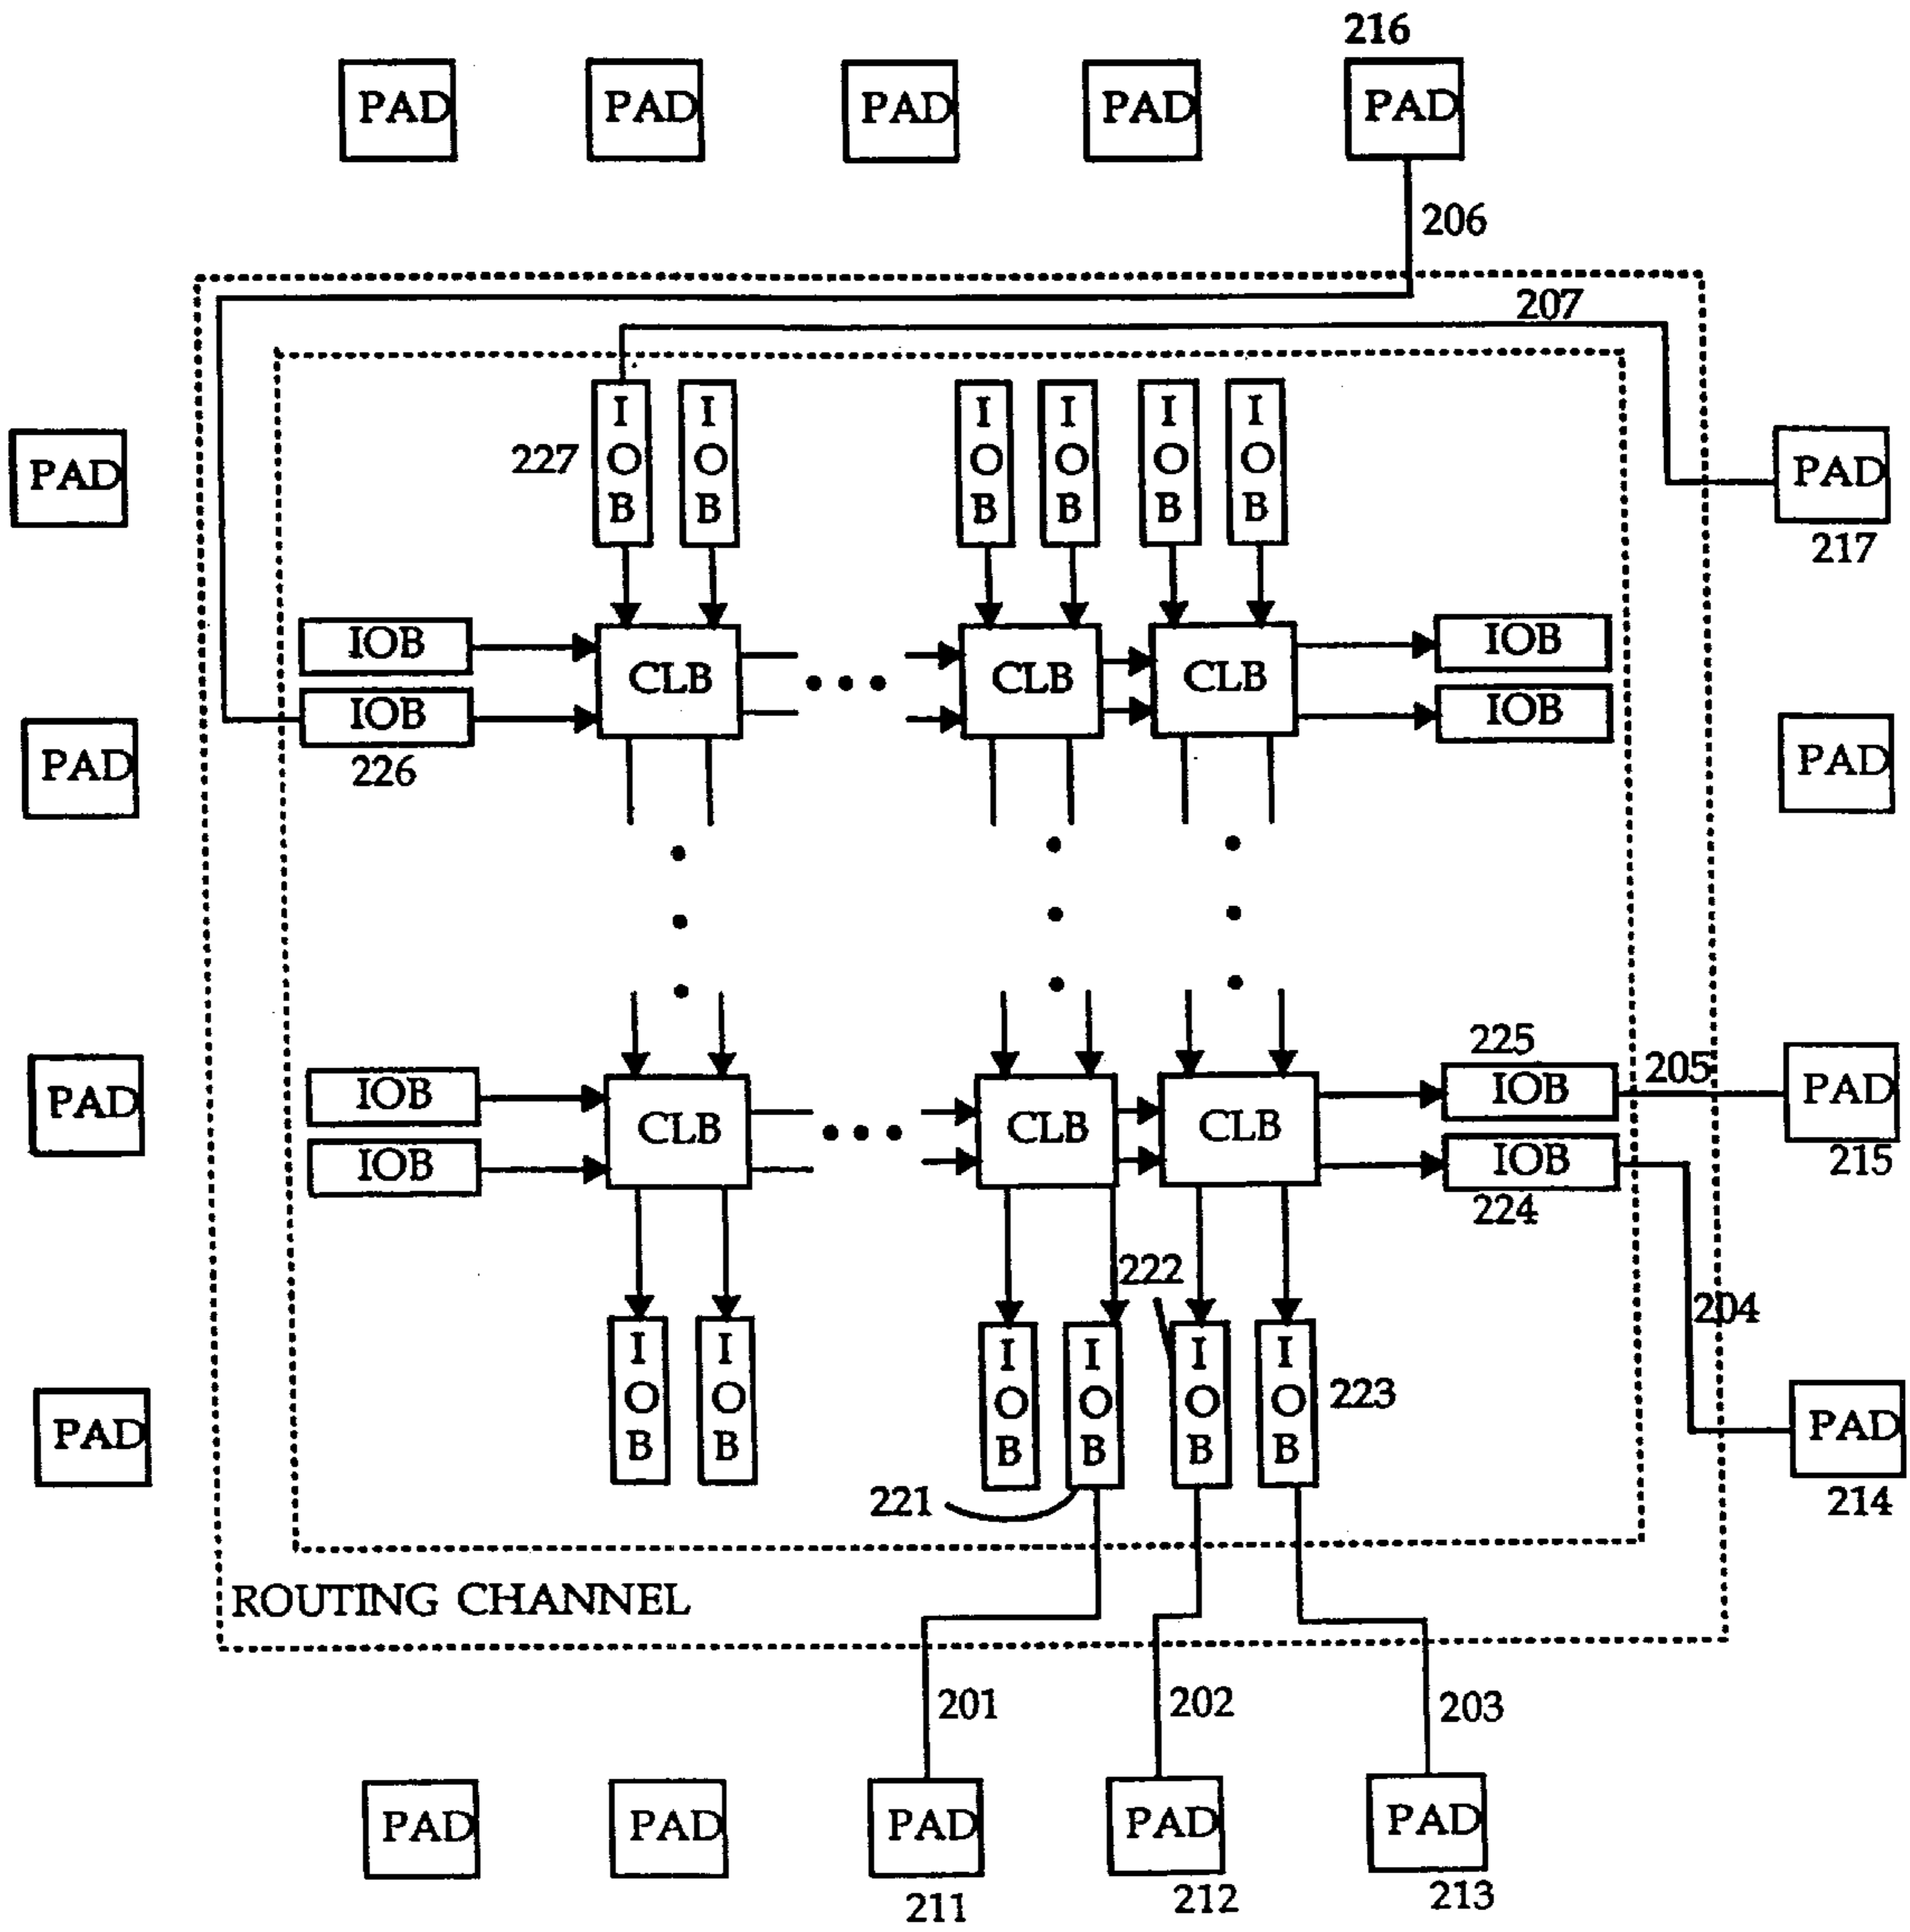 216
PAD PAD PAD PAD PAD
206
207
I I I I I I
227 O O O O O O
B B B B B B
PAD PAD
217
IOB CLB CLB CLB IOB
IOB IOB
226
PAD PAD
225
205
IOB IOB
PAD CLB CLB CLB PAD
IOB IOB
215
224
222
204
I I I I I I
O O O O O O 223
B B B B B B
PAD PAD
221
214
ROUTING CHANNEL
201 202 203
PAD PAD PAD PAD PAD
211 212 213